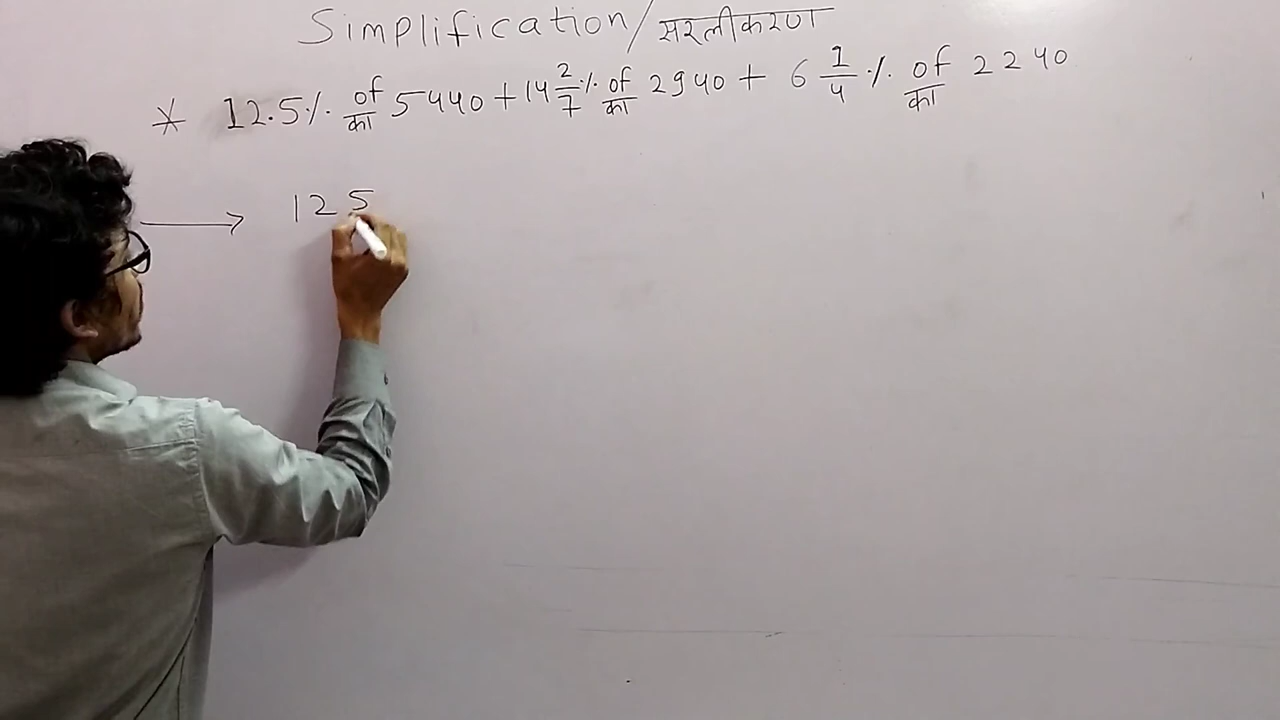 Simplification/सरलीकरण
* 12.5% of/का 5440 + 14 2/7 % of/का 2940 + 6 1/4 % of/का 2240
→ 125